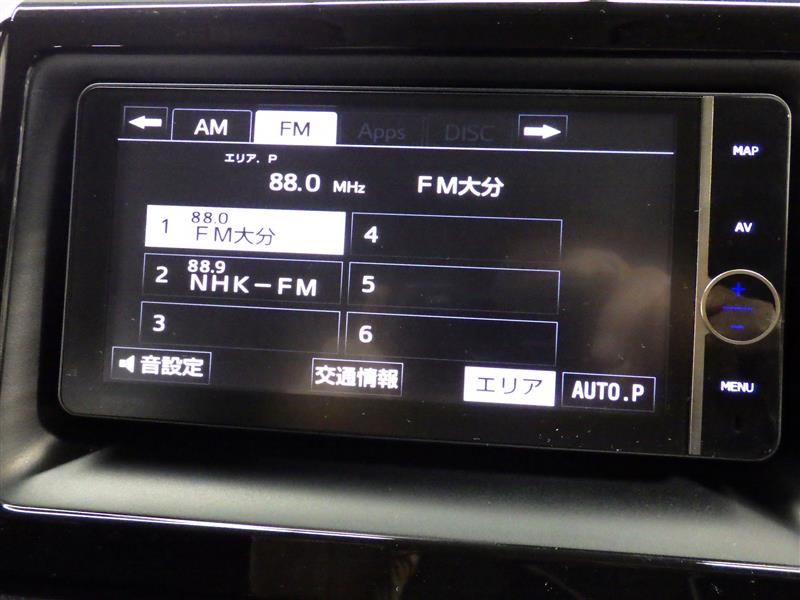 AM FM Apps DISC
エリア. P
88.0 MHz FM大分
1 88.0 FM大分
4
2 88.9 NHK－FM
5
3
6
音設定 交通情報 エリア AUTO.P
MAP
AV
+
-
MENU